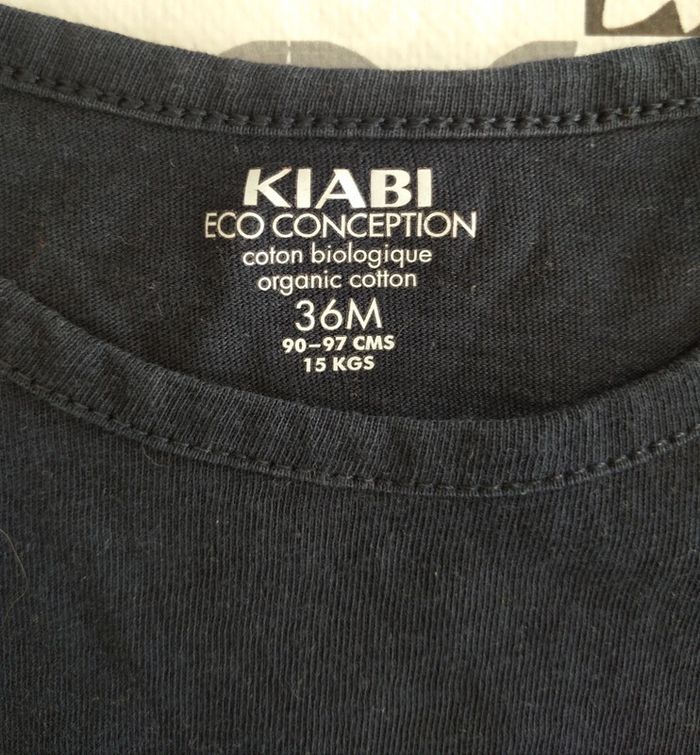 KIABI
ECO CONCEPTION
coton biologique
organic cotton
36M
90–97 CMS
15 KGS